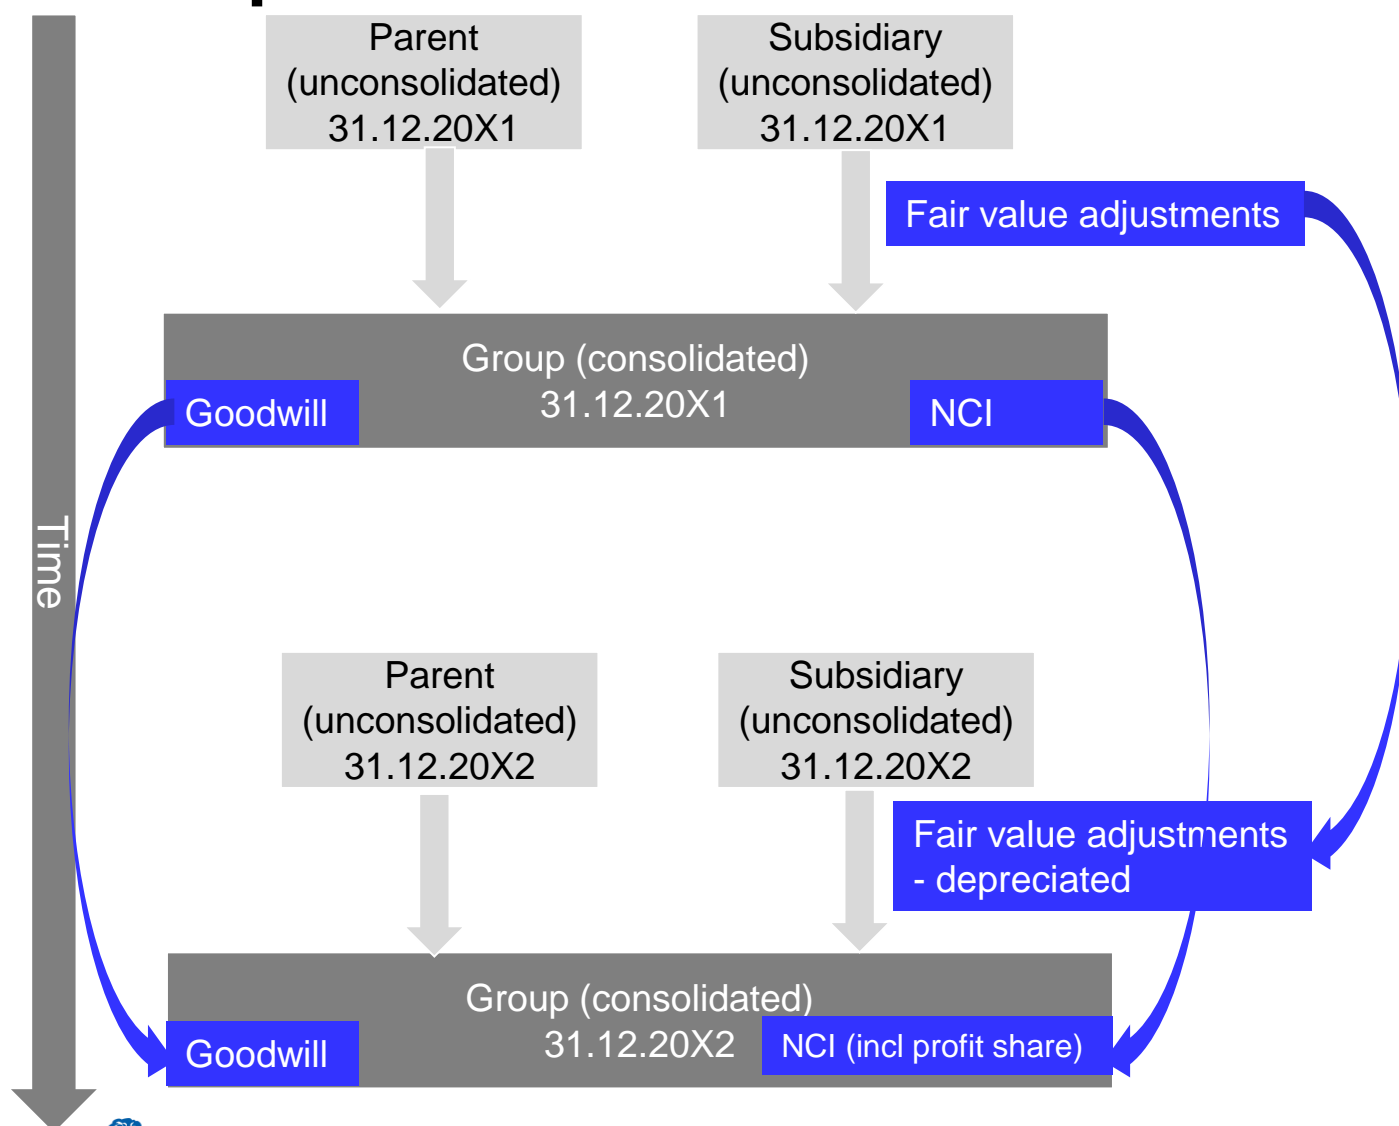 Parent
(unconsolidated)
31.12.20X1
Subsidiary
(unconsolidated)
31.12.20X1
Fair value adjustments
Group (consolidated)
31.12.20X1
Goodwill
NCI
Time
Parent
(unconsolidated)
31.12.20X2
Subsidiary
(unconsolidated)
31.12.20X2
Fair value adjustments
- depreciated
Group (consolidated)
31.12.20X2
Goodwill
NCI (incl profit share)